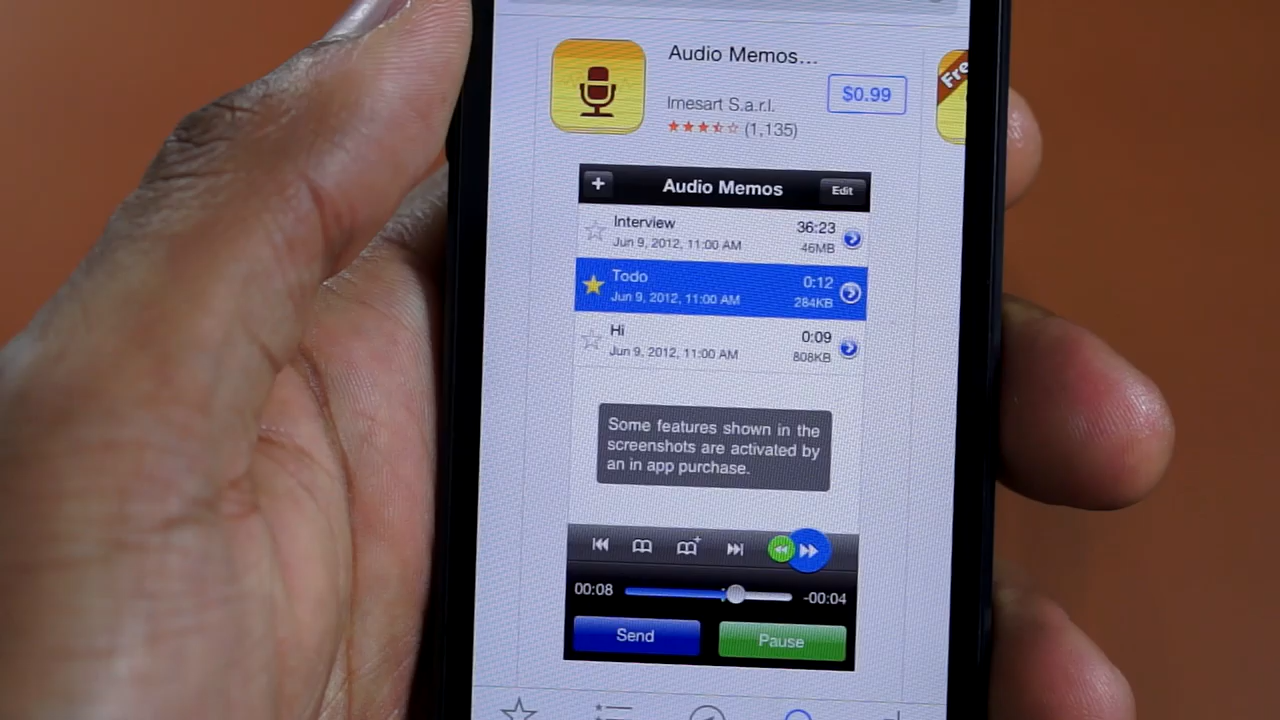 Audio Memos...
$0.99
Imesart S.a.r.l.
(1,135)
Free
Audio Memos
Edit
Interview
36:23
Jun 9, 2012, 11:00 AM
46MB
Todo
0:12
Jun 9, 2012, 11:00 AM
284KB
Hi
0:09
Jun 9, 2012, 11:00 AM
808KB
Some features shown in the
screenshots are activated by
an in app purchase.
00:08
-00:04
Send
Pause